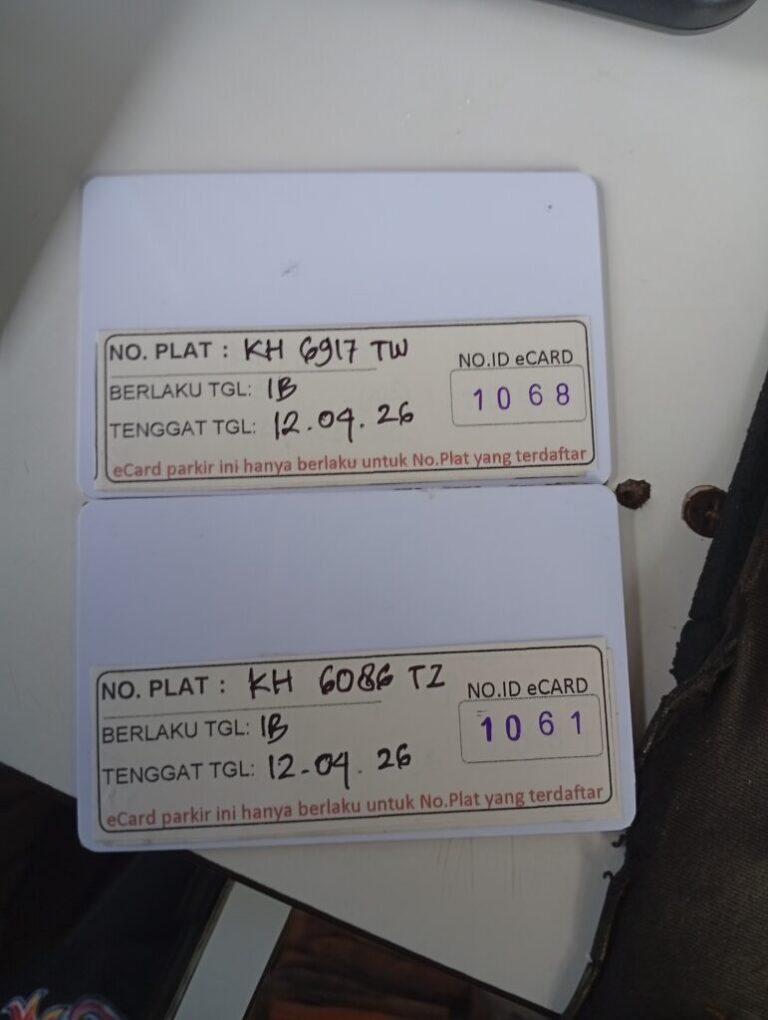 NO. PLAT : KH 6917 TW
NO.ID eCARD
BERLAKU TGL: 1B
1068
TENGGAT TGL: 12.04.26
eCard parkir ini hanya berlaku untuk No.Plat yang terdaftar
NO. PLAT : KH 6086 TZ
NO.ID eCARD
BERLAKU TGL: 1B
1061
TENGGAT TGL: 12-04.26
eCard parkir ini hanya berlaku untuk No.Plat yang terdaftar